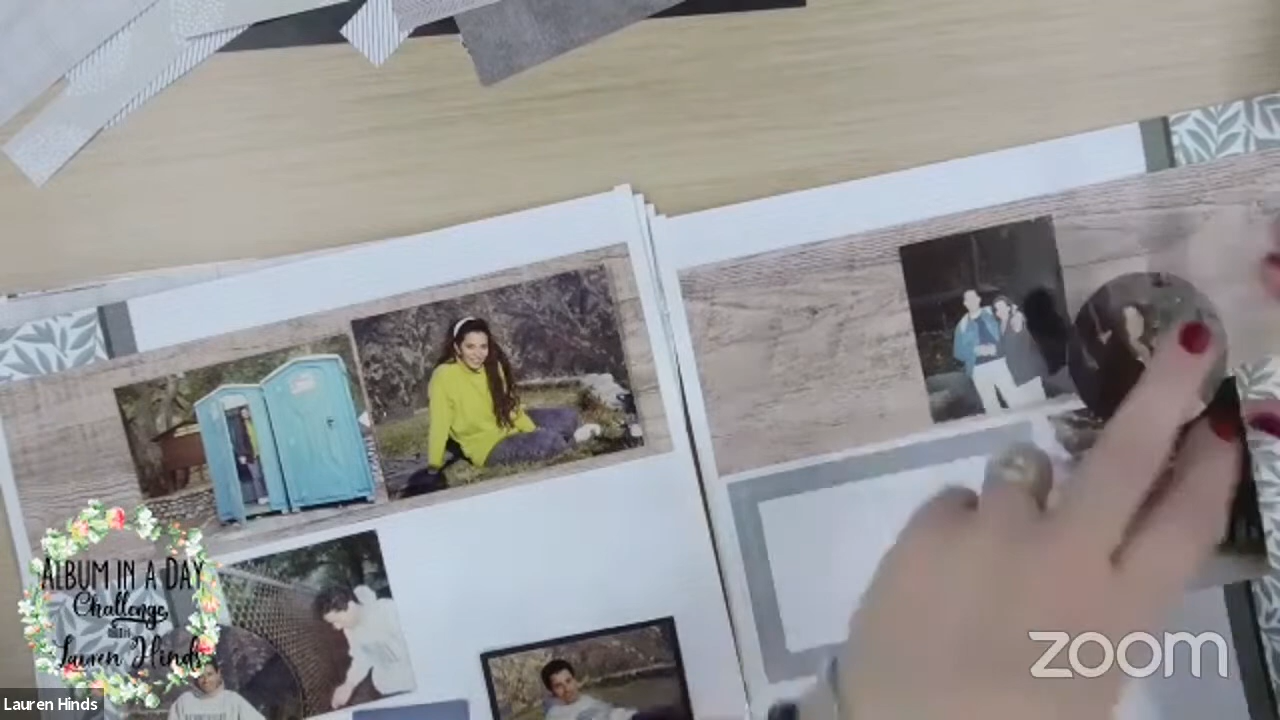 ALBUM IN A DAY
Challenge
with
Lauren Hinds
Lauren Hinds
zoom